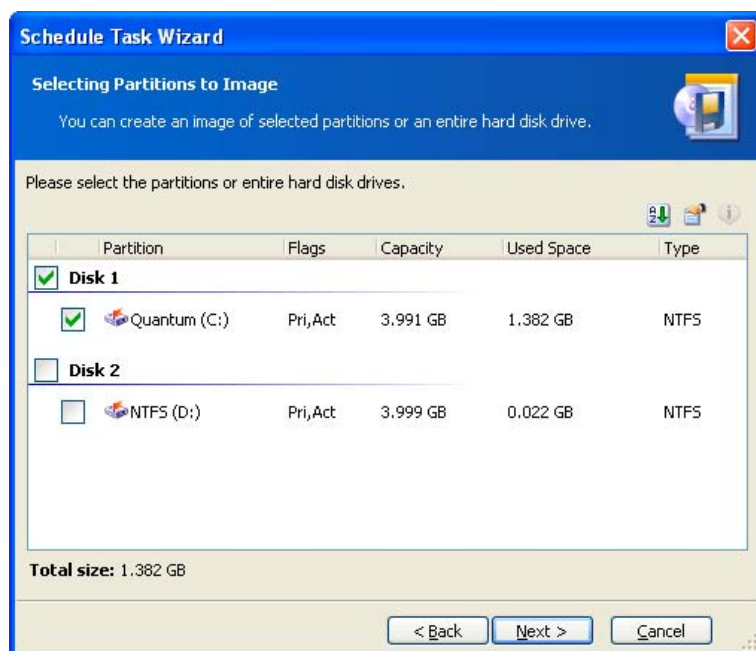 Schedule Task Wizard
Selecting Partitions to Image
You can create an image of selected partitions or an entire hard disk drive.
Please select the partitions or entire hard disk drives.
Partition Flags Capacity Used Space Type
Disk 1
Quantum (C:) Pri,Act 3.991 GB 1.382 GB NTFS
Disk 2
NTFS (D:) Pri,Act 3.999 GB 0.022 GB NTFS
Total size: 1.382 GB
< Back Next > Cancel